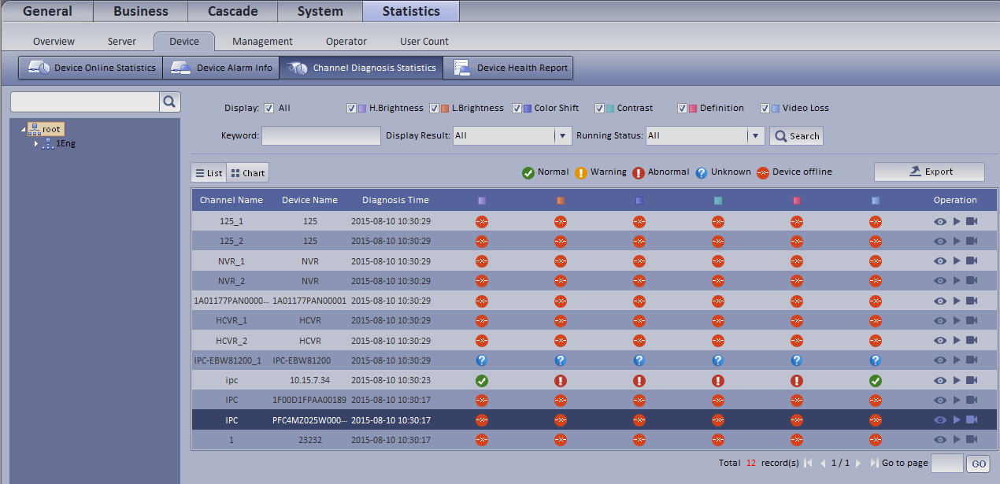 General Business Cascade System Statistics
Overview Server Device Management Operator User Count
Device Online Statistics Device Alarm Info Channel Diagnosis Statistics Device Health Report
Display: All H.Brightness L.Brightness Color Shift Contrast Definition Video Loss
root
Keyword: Display Result: All Running Status: All Search
1Eng
List Chart Normal Warning Abnormal Unknown Device offline Export
Channel Name Device Name Diagnosis Time Operation
125_1 125 2015-08-10 10:30:29
125_2 125 2015-08-10 10:30:29
NVR_1 NVR 2015-08-10 10:30:29
NVR_2 NVR 2015-08-10 10:30:29
1A01177PAN0000... 1A01177PAN00001 2015-08-10 10:30:29
HCVR_1 HCVR 2015-08-10 10:30:29
HCVR_2 HCVR 2015-08-10 10:30:29
IPC-EBW81200_1 IPC-EBW81200 2015-08-10 10:30:29
ipc 10.15.7.34 2015-08-10 10:30:23
IPC 1F00D1FPAA00189 2015-08-10 10:30:17
IPC PFC4MZ025W000... 2015-08-10 10:30:17
1 23232 2015-08-10 10:30:17
Total 12 record(s) 1 / 1 Go to page GO